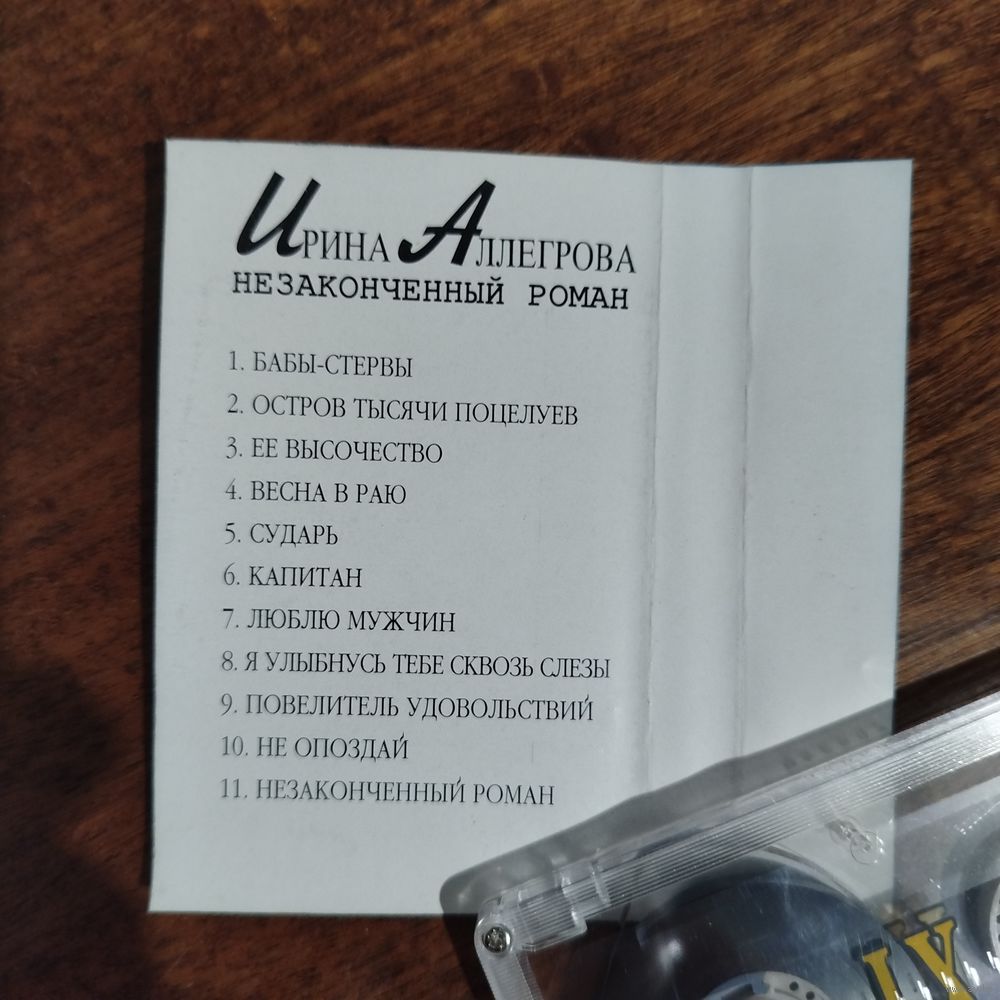 ИРИНА АЛЛЕГРОВА
НЕЗАКОНЧЕННЫЙ РОМАН
1. БАБЫ-СТЕРВЫ
2. ОСТРОВ ТЫСЯЧИ ПОЦЕЛУЕВ
3. ЕЕ ВЫСОЧЕСТВО
4. ВЕСНА В РАЮ
5. СУДАРЬ
6. КАПИТАН
7. ЛЮБЛЮ МУЖЧИН
8. Я УЛЫБНУСЬ ТЕБЕ СКВОЗЬ СЛЕЗЫ
9. ПОВЕЛИТЕЛЬ УДОВОЛЬСТВИЙ
10. НЕ ОПОЗДАЙ
11. НЕЗАКОНЧЕННЫЙ РОМАН